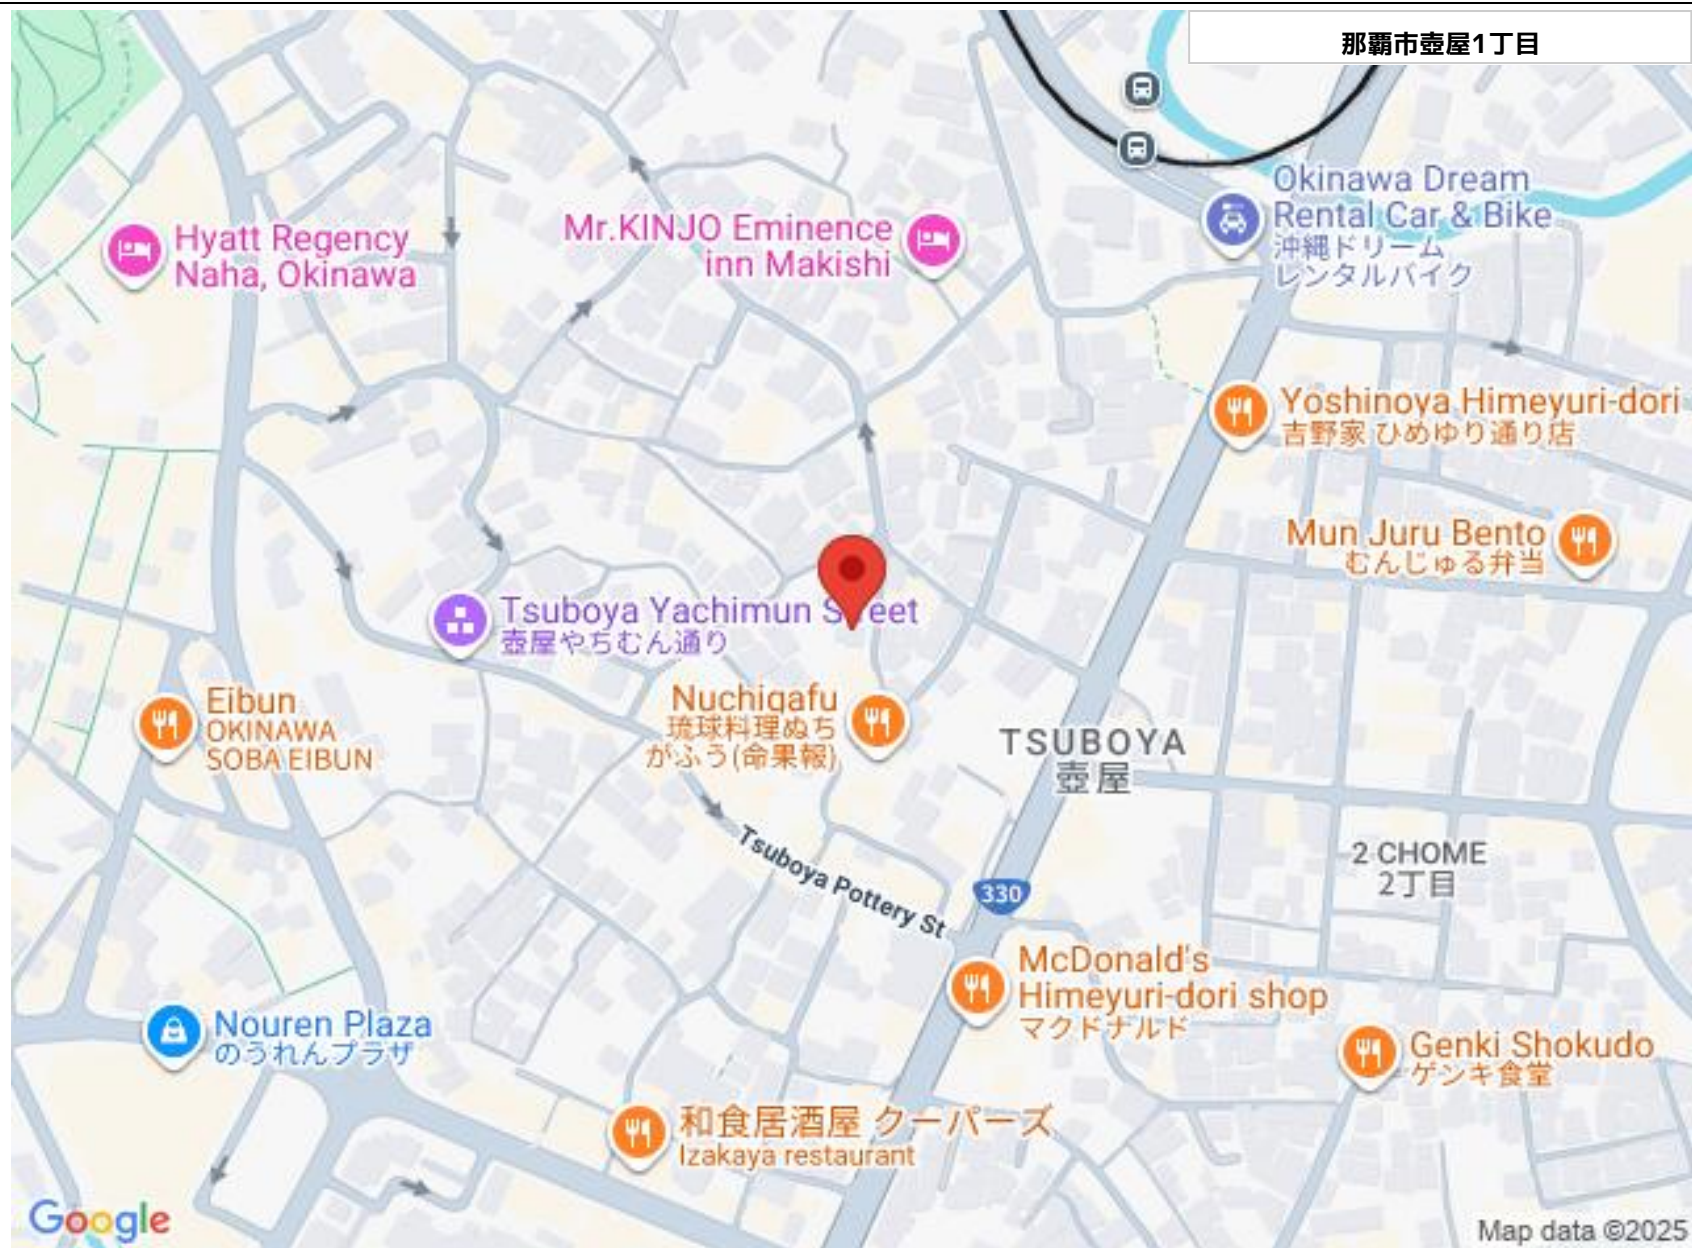 那覇市壺屋1丁目
Okinawa Dream
Rental Car & Bike
沖縄ドリーム
レンタルバイク
Hyatt Regency
Naha, Okinawa
Mr.KINJO Eminence
inn Makishi
Yoshinoya Himeyuri-dori
吉野家 ひめゆり通り店
Mun Juru Bento
むんじゅる弁当
Tsuboya Yachimun Street
壺屋やちむん通り
Eibun
OKINAWA
SOBA EIBUN
Nuchigafu
琉球料理ぬち
がふう(命果報)
TSUBOYA
壺屋
2 CHOME
2丁目
Tsuboya Pottery St
330
McDonald's
Himeyuri-dori shop
マクドナルド
Nouren Plaza
のうれんプラザ
Genki Shokudo
ゲンキ食堂
和食居酒屋 クーパーズ
Izakaya restaurant
Google
Map data ©2025